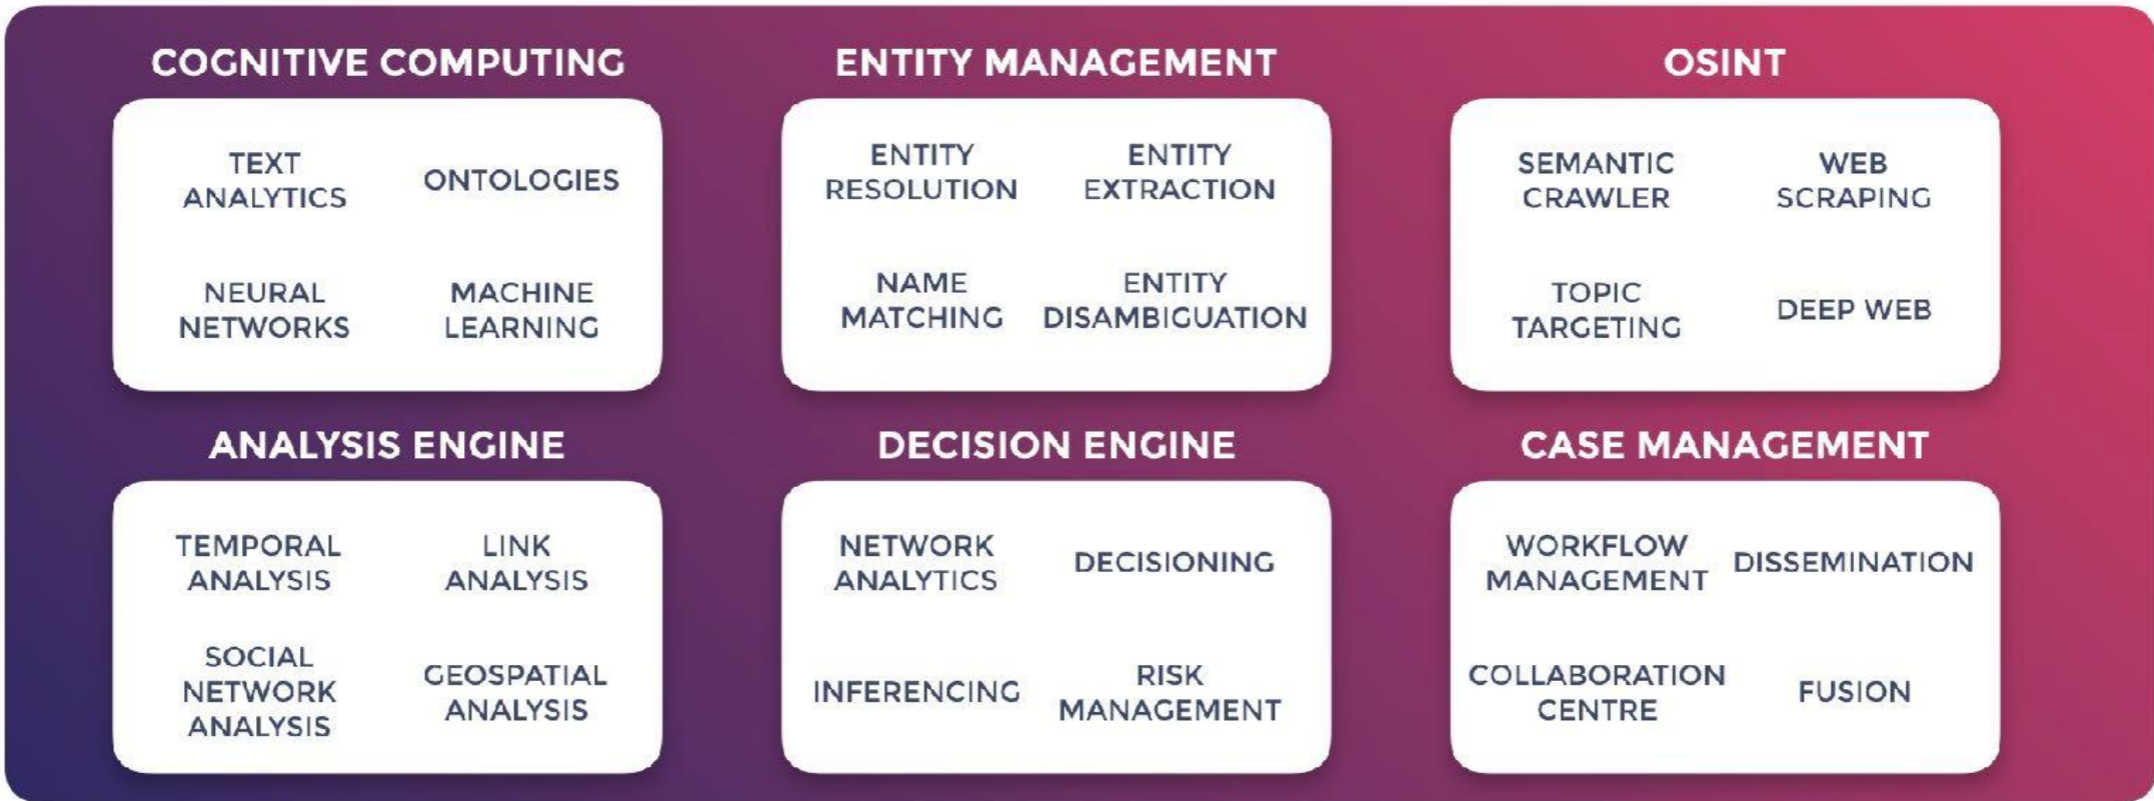 COGNITIVE COMPUTING
TEXT
ANALYTICS
ONTOLOGIES
NEURAL
NETWORKS
MACHINE
LEARNING
ENTITY MANAGEMENT
ENTITY
RESOLUTION
ENTITY
EXTRACTION
NAME
MATCHING
ENTITY
DISAMBIGUATION
OSINT
SEMANTIC
CRAWLER
WEB
SCRAPING
TOPIC
TARGETING
DEEP WEB
ANALYSIS ENGINE
TEMPORAL
ANALYSIS
LINK
ANALYSIS
SOCIAL
NETWORK
ANALYSIS
GEOSPATIAL
ANALYSIS
DECISION ENGINE
NETWORK
ANALYTICS
DECISIONING
INFERENCING
RISK
MANAGEMENT
CASE MANAGEMENT
WORKFLOW
MANAGEMENT
DISSEMINATION
COLLABORATION
CENTRE
FUSION